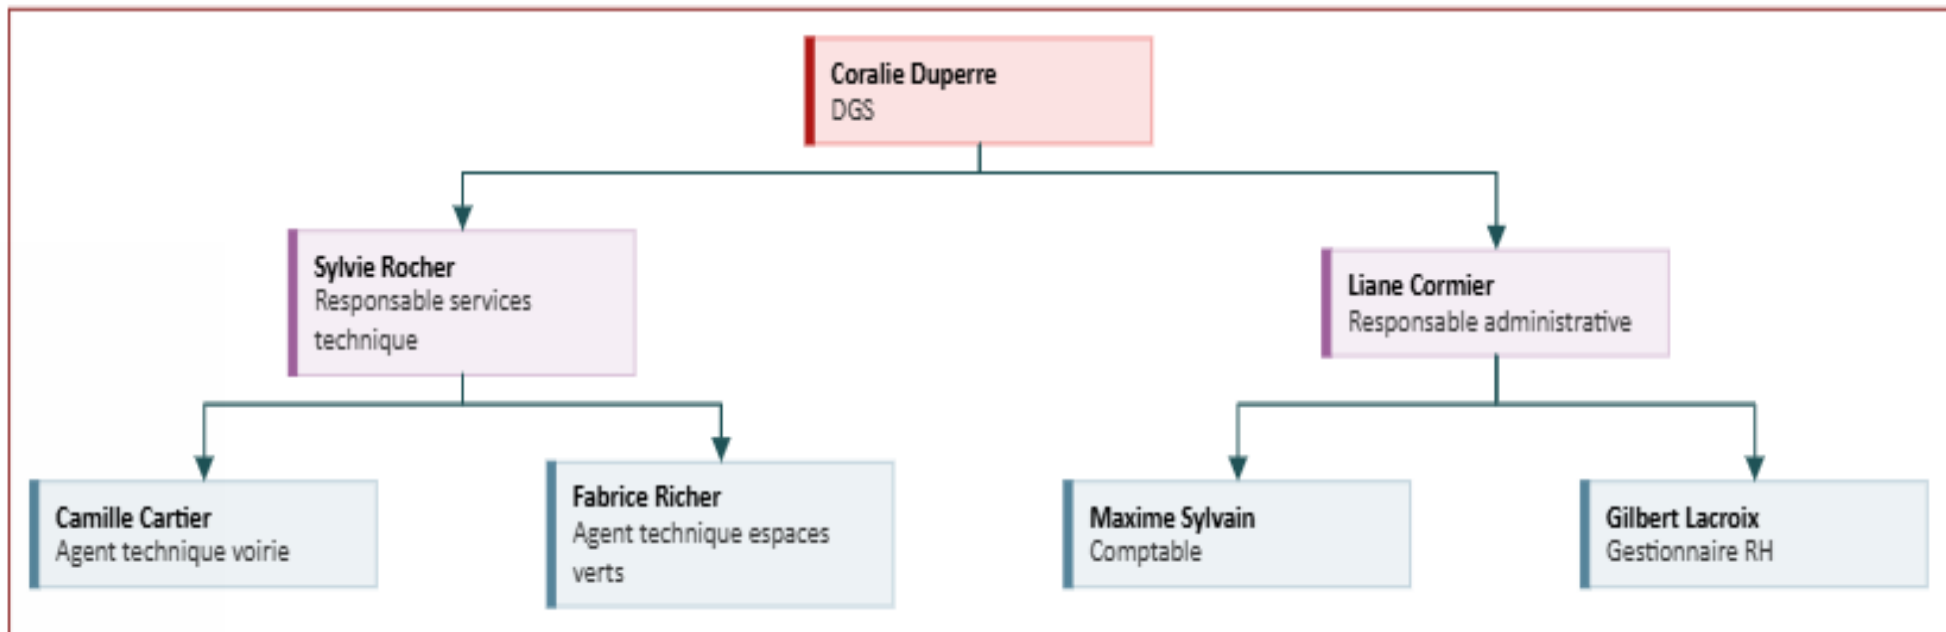 Coralie Duperre
DGS
Sylvie Rocher
Responsable services
technique
Liane Cormier
Responsable administrative
Camille Cartier
Agent technique voirie
Fabrice Richer
Agent technique espaces
verts
Maxime Sylvain
Comptable
Gilbert Lacroix
Gestionnaire RH